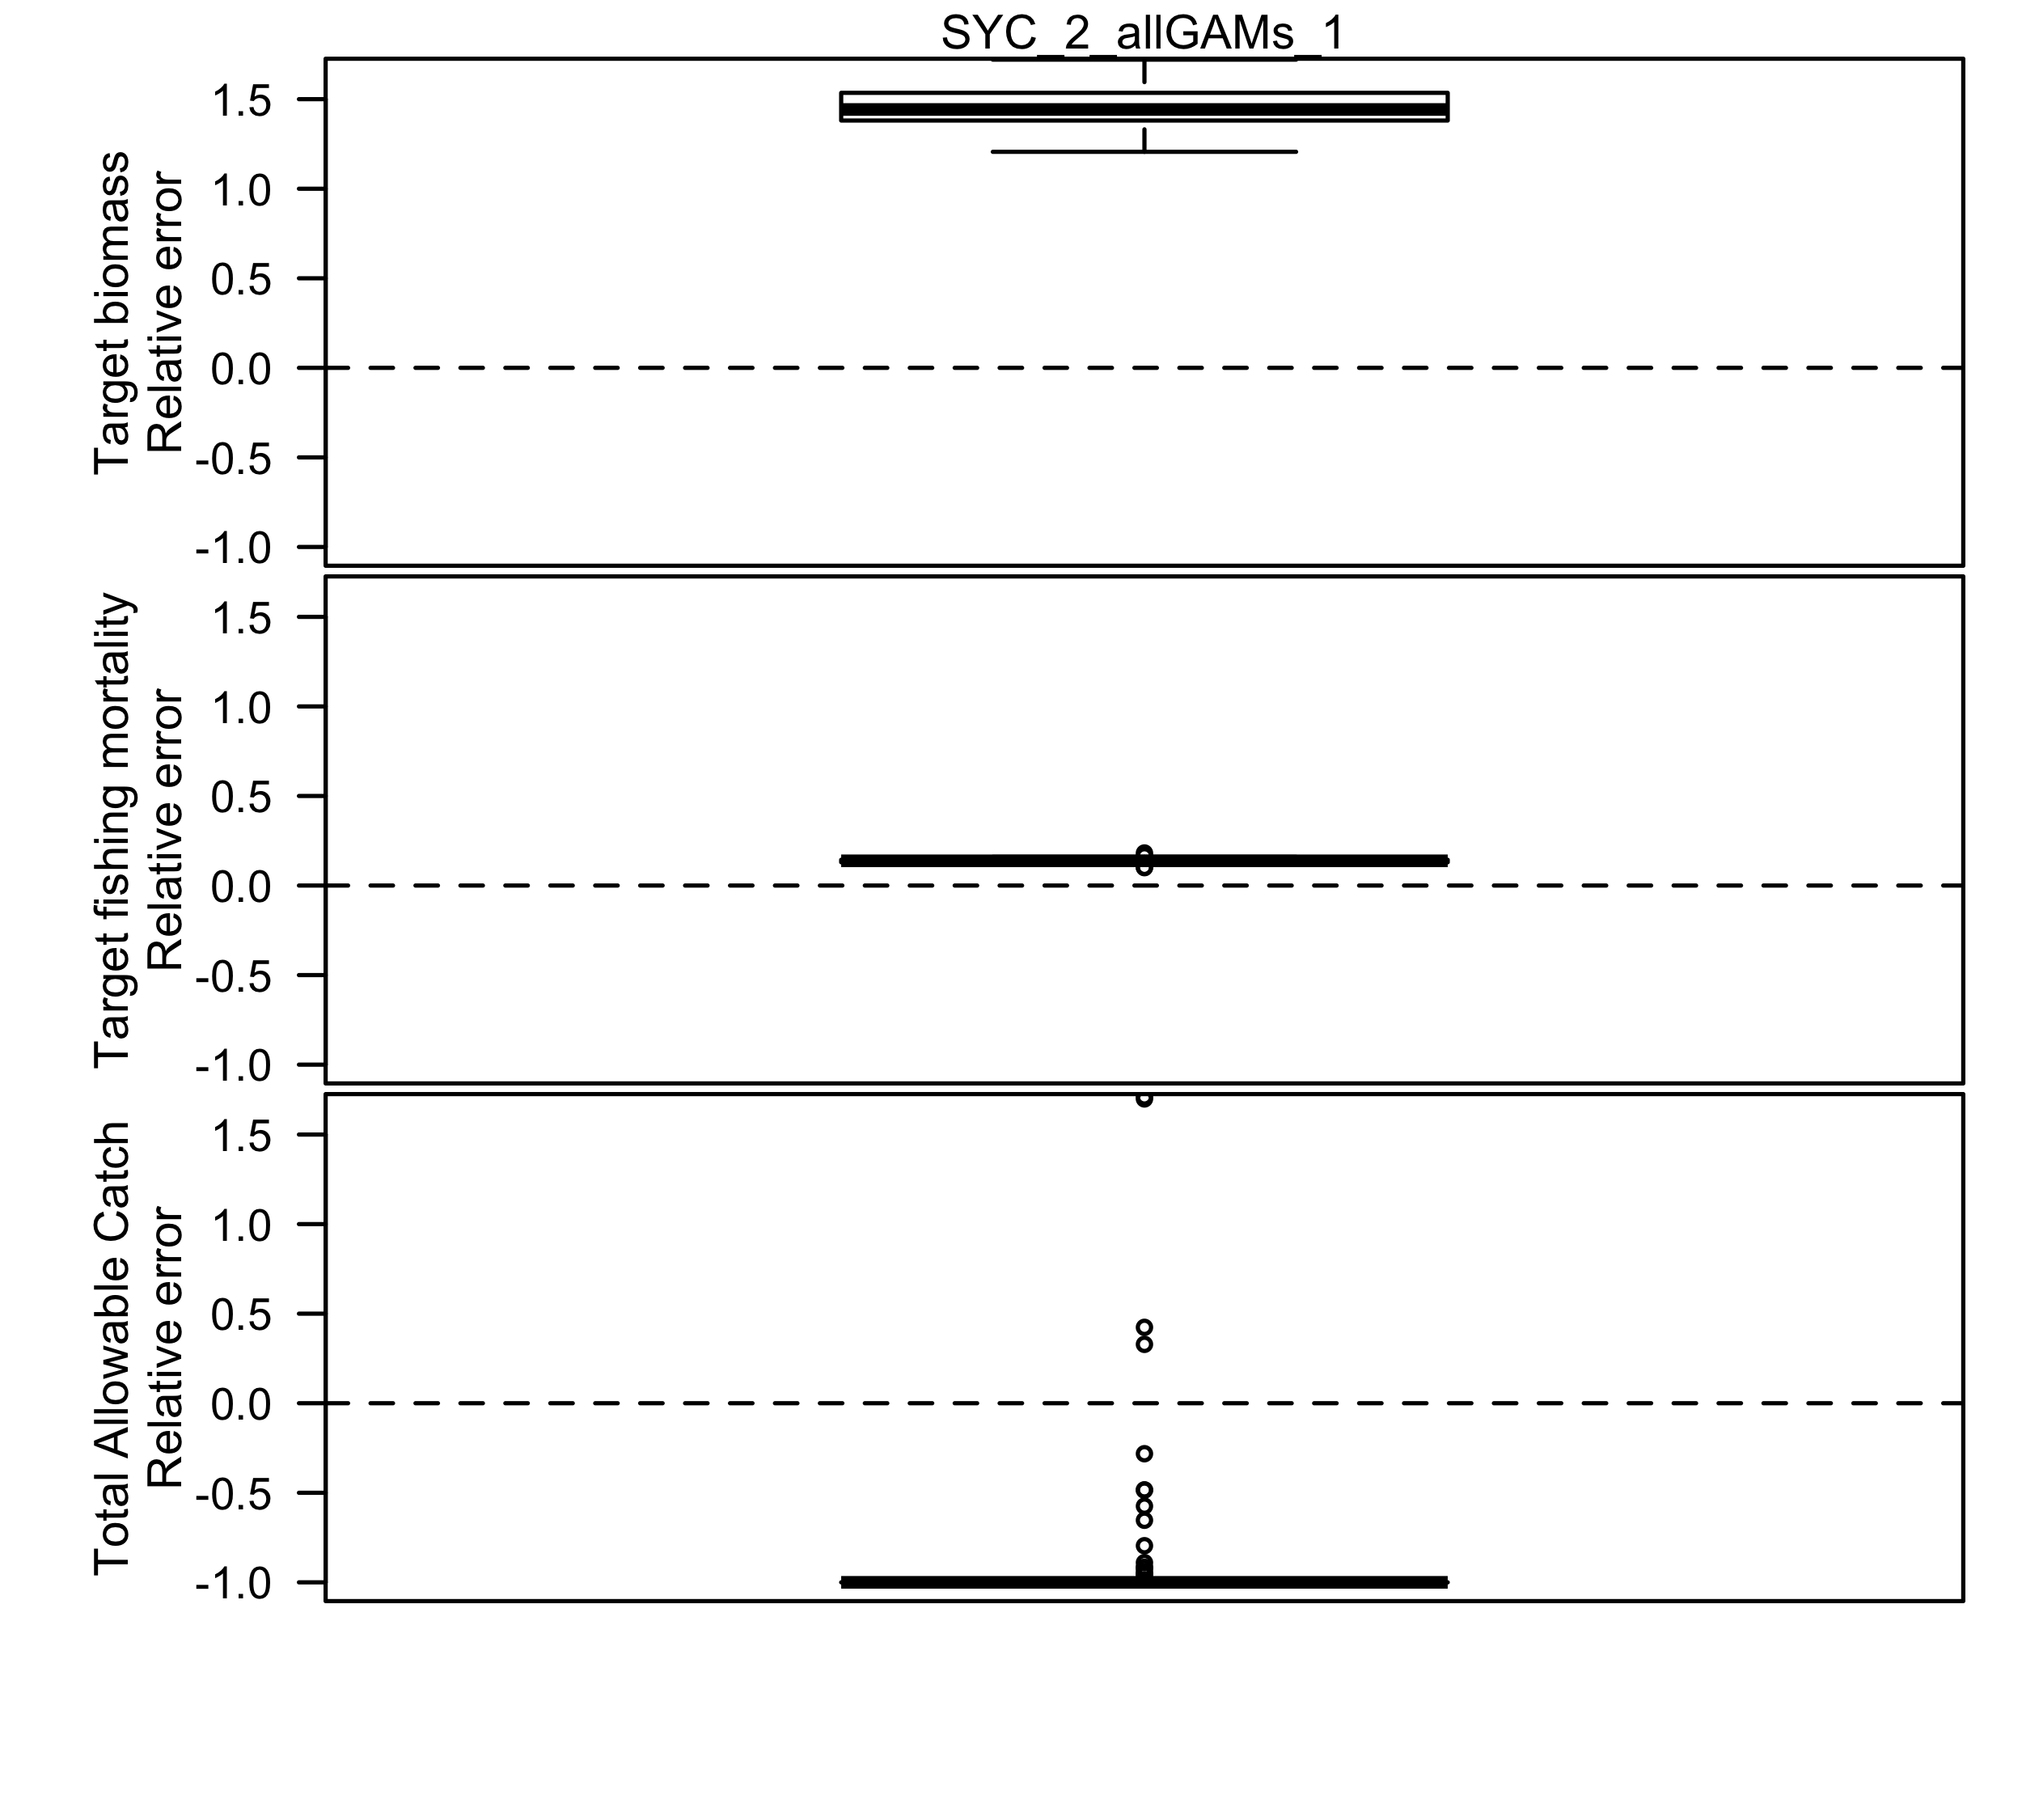 SYC_2_allGAMs_1
Target biomass
Relative error
1.5
1.0
0.5
0.0
-0.5
-1.0
Target fishing mortality
Relative error
1.5
1.0
0.5
0.0
-0.5
-1.0
Total Allowable Catch
Relative error
1.5
1.0
0.5
0.0
-0.5
-1.0